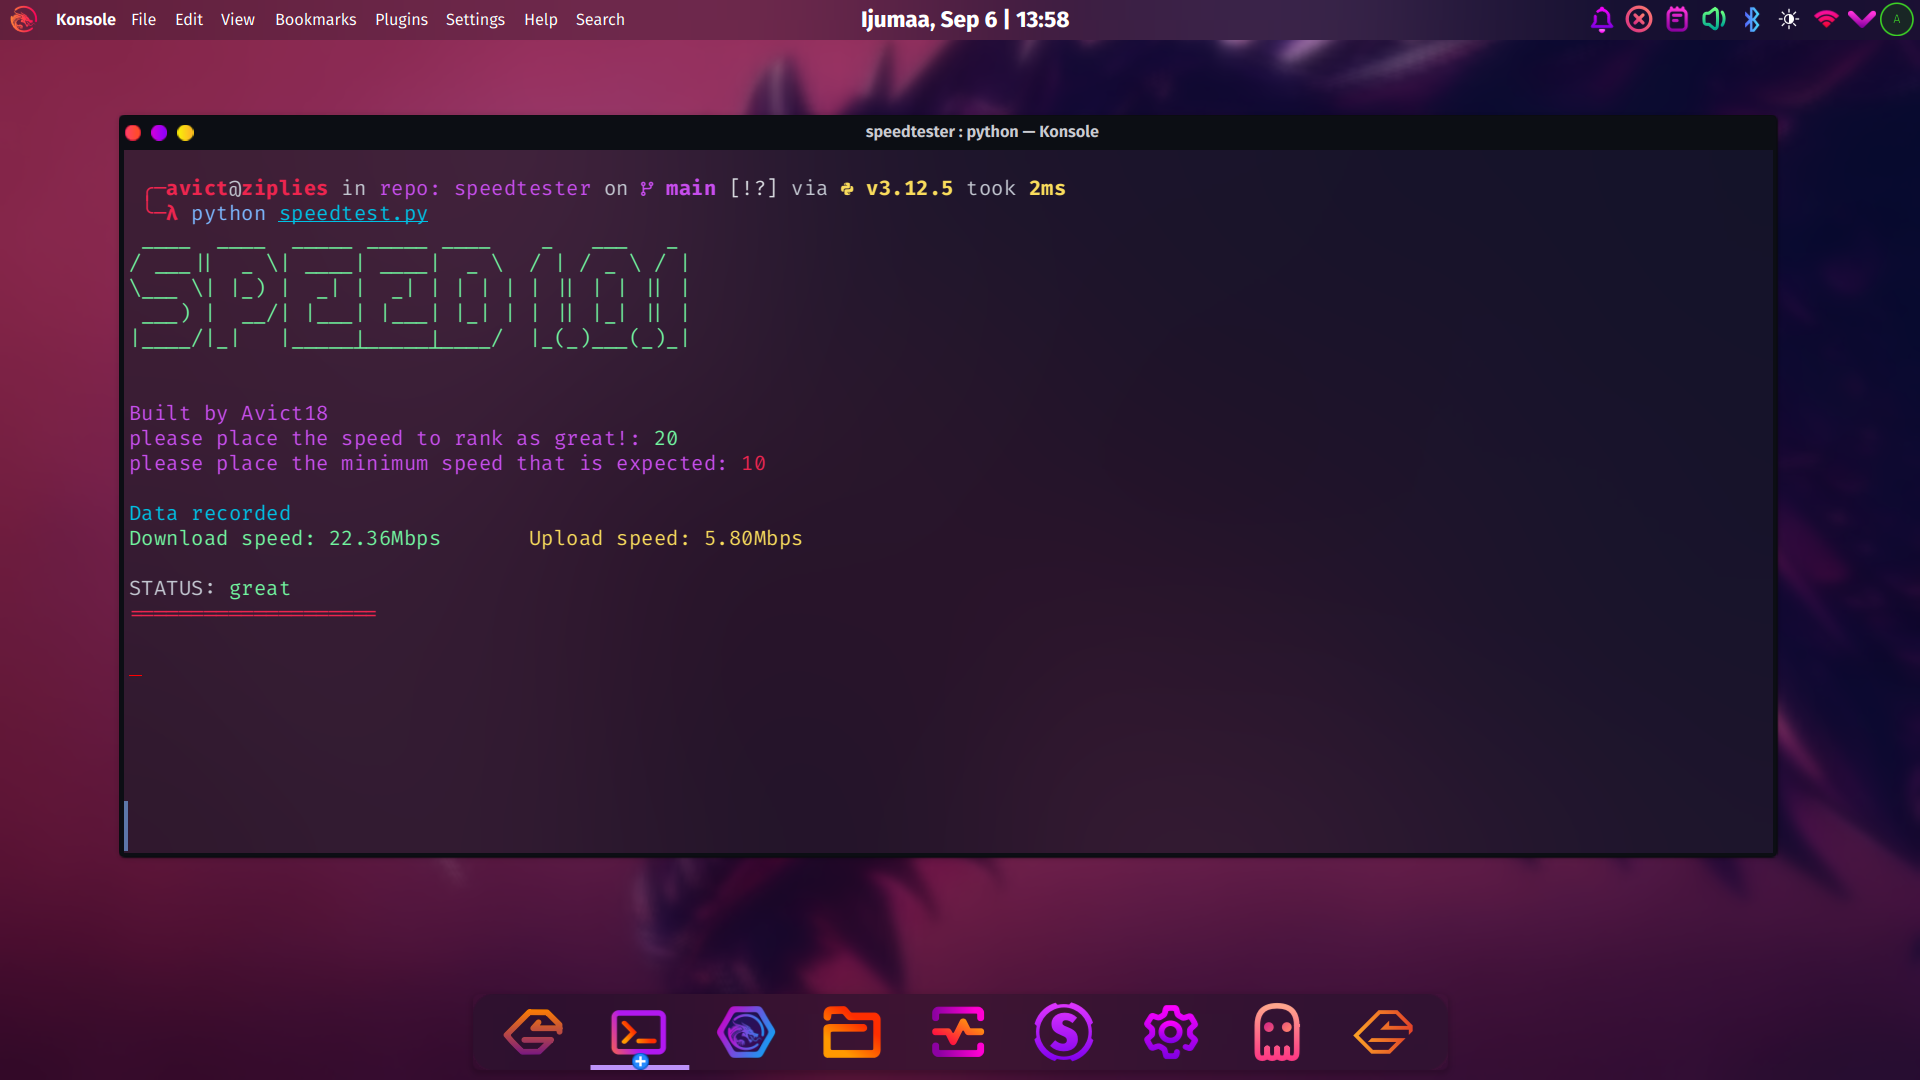 Konsole File Edit View Bookmarks Plugins Settings Help Search
Ijumaa, Sep 6 | 13:58
A
speedtester : python — Konsole
avict@ziplies in repo: speedtester on main [!?] via v3.12.5 took 2ms
λ python speedtest.py
SPEED !O!
Built by Avict18
please place the speed to rank as great!: 20
please place the minimum speed that is expected: 10
Data recorded
Download speed: 22.36Mbps Upload speed: 5.80Mbps
STATUS: great
====================
_